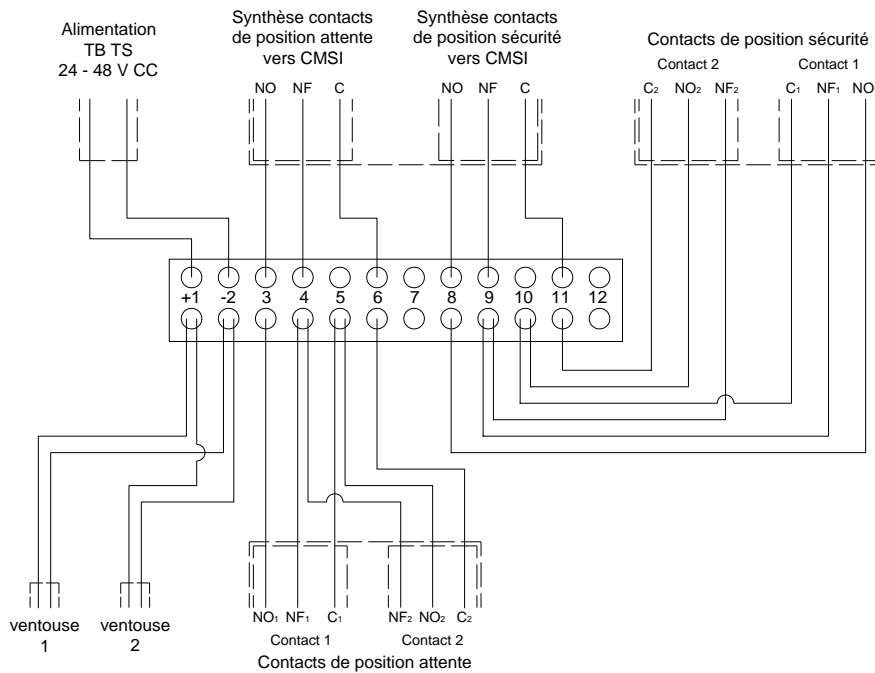 Alimentation
TB TS
24 - 48 V CC
Synthèse contacts
de position attente
vers CMSI
NO NF C
Synthèse contacts
de position sécurité
vers CMSI
NO NF C
Contacts de position sécurité
Contact 2 Contact 1
C2 NO2 NF2 C1 NF1 NO
+1 -2 3 4 5 6 7 8 9 10 11 12
ventouse
1
ventouse
2
NO1 NF1 C1 NF2 NO2 C2
Contact 1 Contact 2
Contacts de position attente